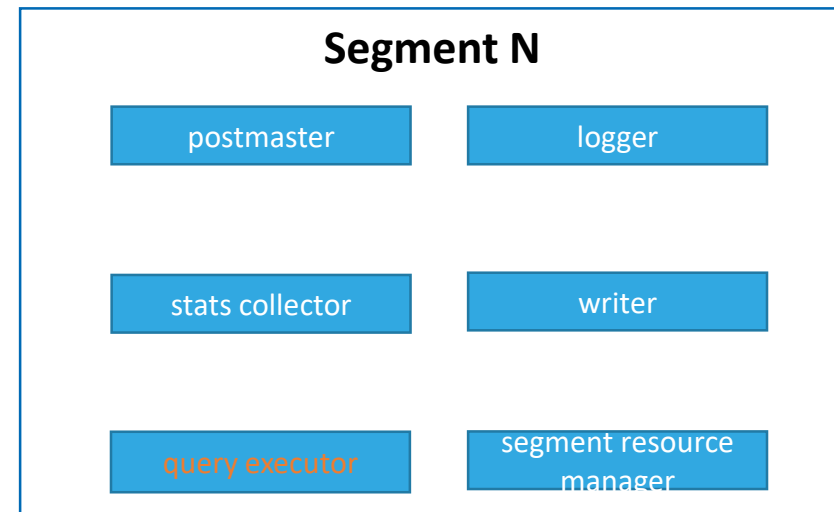 Segment N
postmaster
logger
stats collector
writer
query executor
segment resource
manager